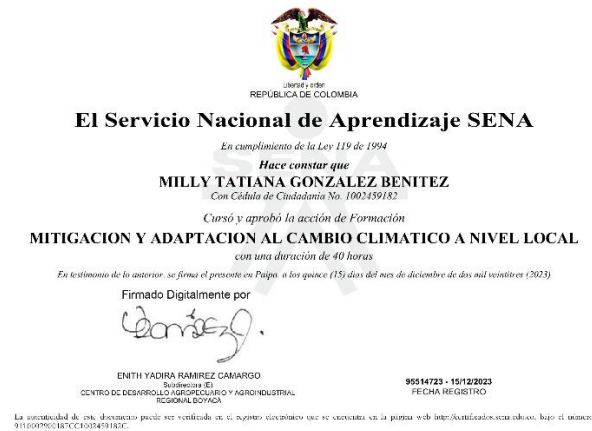 Libertad y orden
REPÚBLICA DE COLOMBIA
El Servicio Nacional de Aprendizaje SENA
En cumplimiento de la Ley 119 de 1994
Hace constar que
MILLY TATIANA GONZALEZ BENITEZ
Con Cédula de Ciudadania No. 1002459182
Cursó y aprobó la acción de Formación
MITIGACION Y ADAPTACION AL CAMBIO CLIMATICO A NIVEL LOCAL
con una duración de 40 horas
En testimonio de lo anterior, se firma el presente en Paipa, a los quince (15) días del mes de diciembre de dos mil veintitres (2023)
Firmado Digitalmente por
ENITH YADIRA RAMIREZ CAMARGO
Subdirectora (E)
CENTRO DE DESARROLLO AGROPECUARIO Y AGROINDUSTRIAL
REGIONAL BOYACÁ
95514723 - 15/12/2023
FECHA REGISTRO
La autenticidad de este documento puede ser verificada en el registro electrónico que se encuentra en la página web http://certificados.sena.edu.co, bajo el número
9110002900187CC1002459182C.